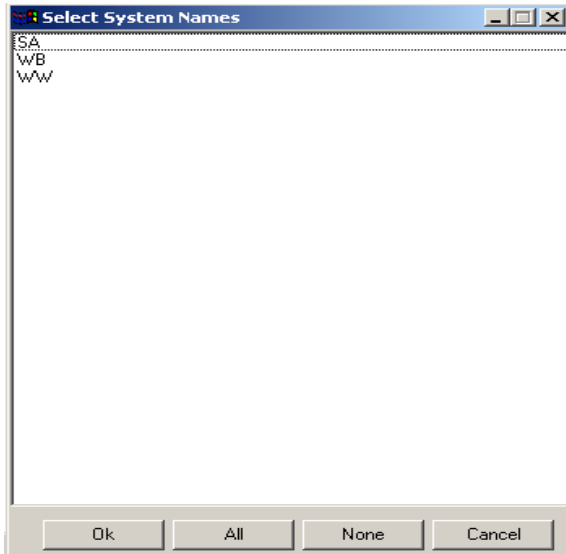 Select System Names
SA
WB
WW
Ok
All
None
Cancel